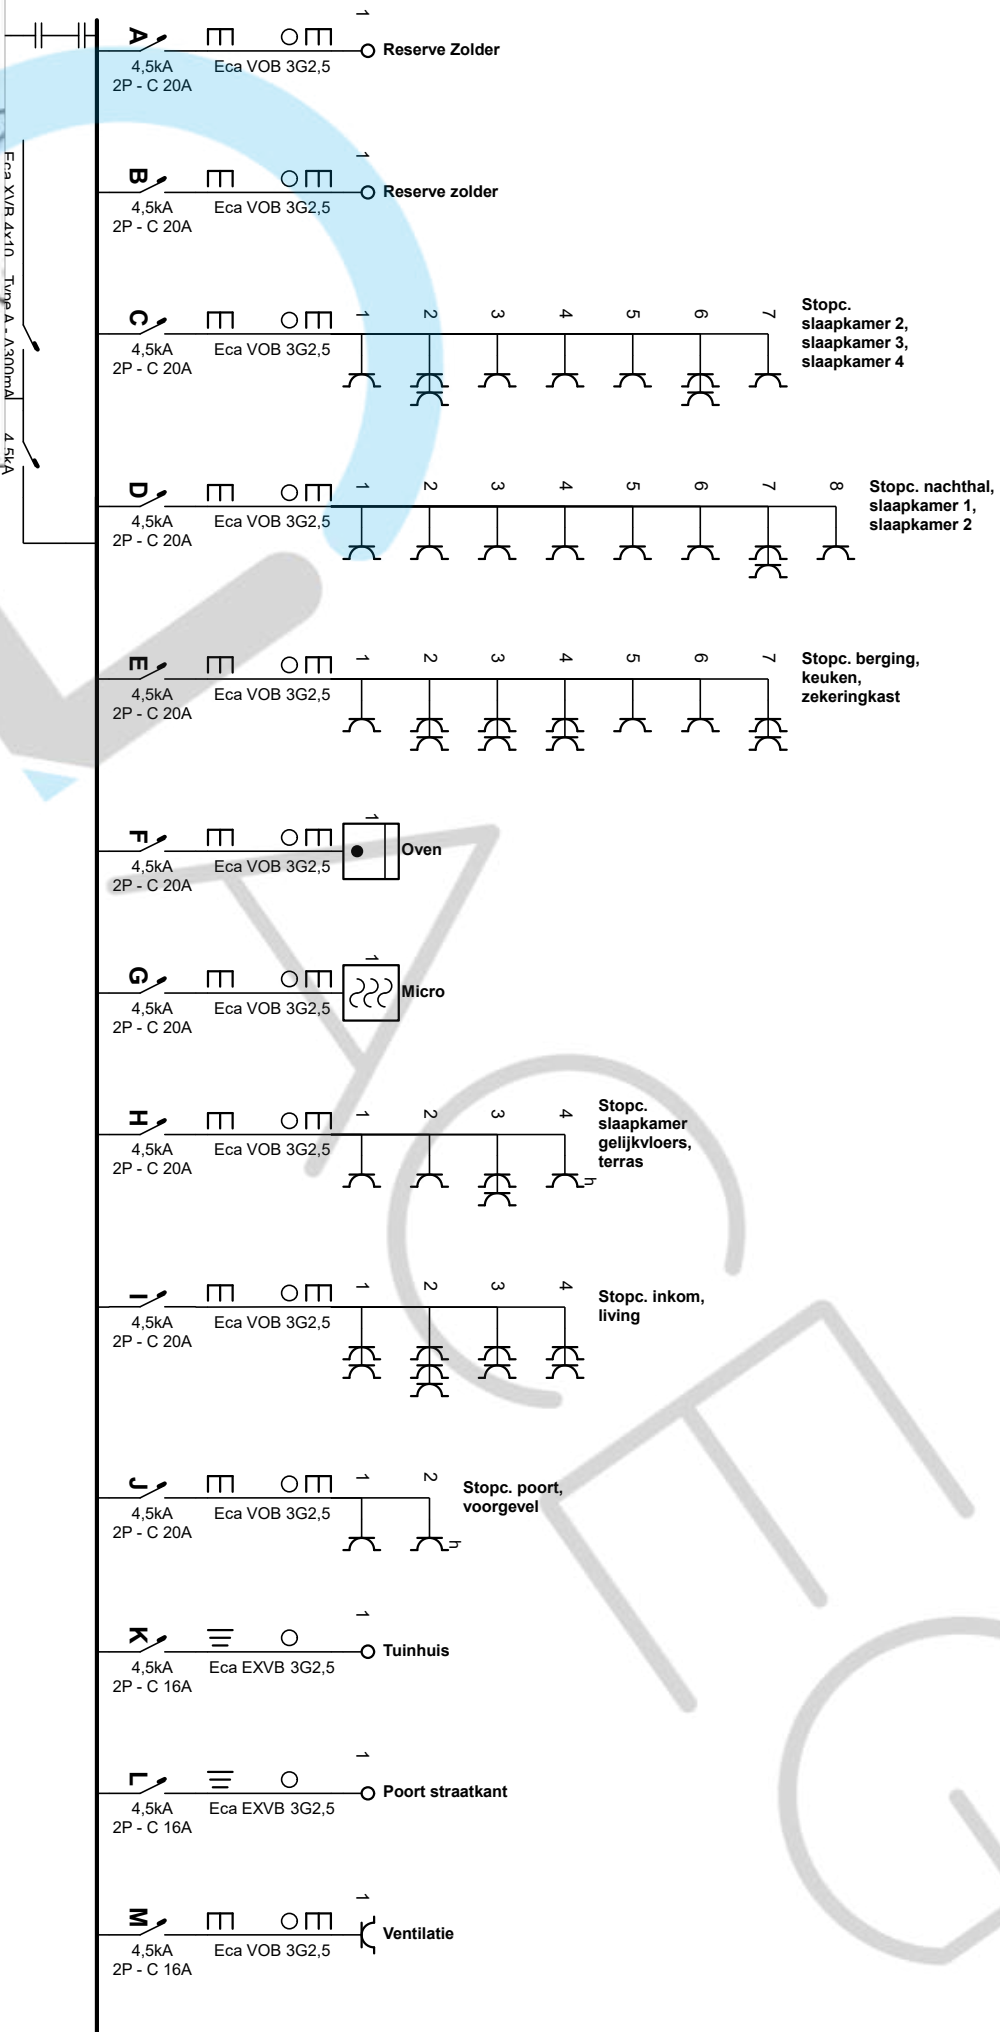 1
A
4,5kA
2P - C 20A
Eca VOB 3G2,5
Reserve Zolder
1
B
4,5kA
2P - C 20A
Eca VOB 3G2,5
Reserve zolder
Eca XVB 4x10
Type A - Δ300mA
4,5kA
C
4,5kA
2P - C 20A
Eca VOB 3G2,5
1 2 3 4 5 6 7
Stopc.
slaapkamer 2,
slaapkamer 3,
slaapkamer 4
D
4,5kA
2P - C 20A
Eca VOB 3G2,5
1 2 3 4 5 6 7 8
Stopc. nachthal,
slaapkamer 1,
slaapkamer 2
E
4,5kA
2P - C 20A
Eca VOB 3G2,5
1 2 3 4 5 6 7
Stopc. berging,
keuken,
zekeringkast
F
4,5kA
2P - C 20A
Eca VOB 3G2,5
1
Oven
G
4,5kA
2P - C 20A
Eca VOB 3G2,5
1
Micro
H
4,5kA
2P - C 20A
Eca VOB 3G2,5
1 2 3 4
h
Stopc.
slaapkamer
gelijkvloers,
terras
I
4,5kA
2P - C 20A
Eca VOB 3G2,5
1 2 3 4
Stopc. inkom,
living
J
4,5kA
2P - C 20A
Eca VOB 3G2,5
1 2
h
Stopc. poort,
voorgevel
K
4,5kA
2P - C 16A
Eca EXVB 3G2,5
1
Tuinhuis
L
4,5kA
2P - C 16A
Eca EXVB 3G2,5
1
Poort straatkant
M
4,5kA
2P - C 16A
Eca VOB 3G2,5
1
Ventilatie